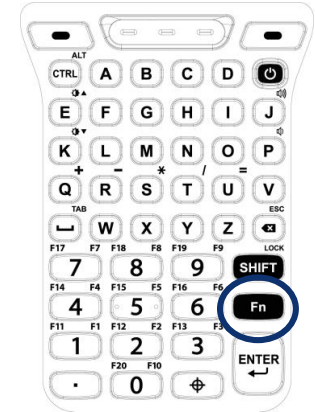 ALT
CTRL A B C D
E F G H I J
K L M N O P
+ - * / =
Q R S T U V
TAB ESC
W X Y Z
F17 F7 F18 F8 F19 F9 LOCK
7 8 9 SHIFT
F14 F4 F15 F5 F16 F6
4 5 6 Fn
F11 F1 F12 F2 F13 F3
1 2 3
F20 F10 ENTER
. 0